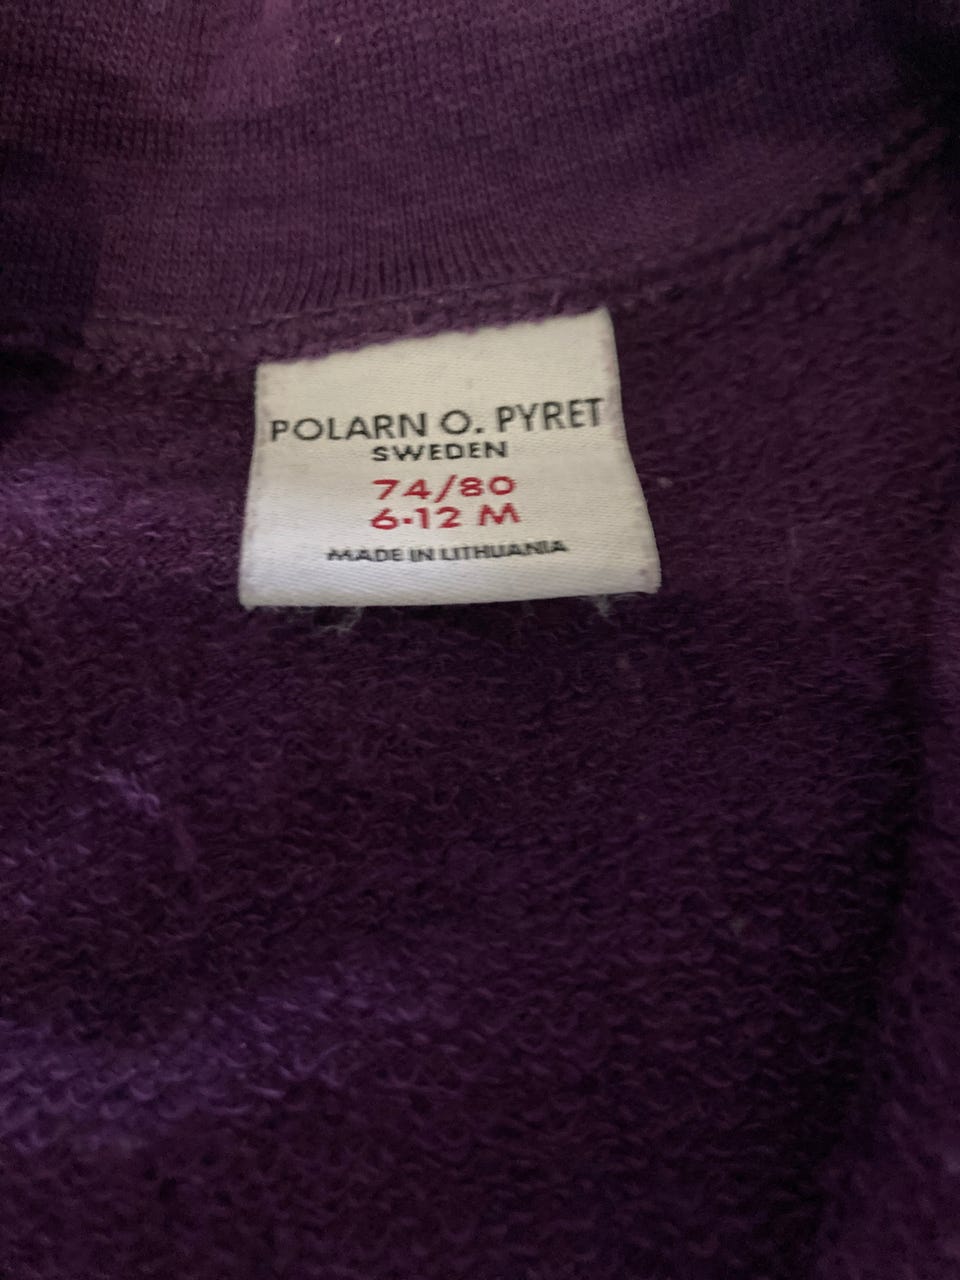 POLARN O. PYRET
SWEDEN
74/80
6-12 M
MADE IN LITHUANIA